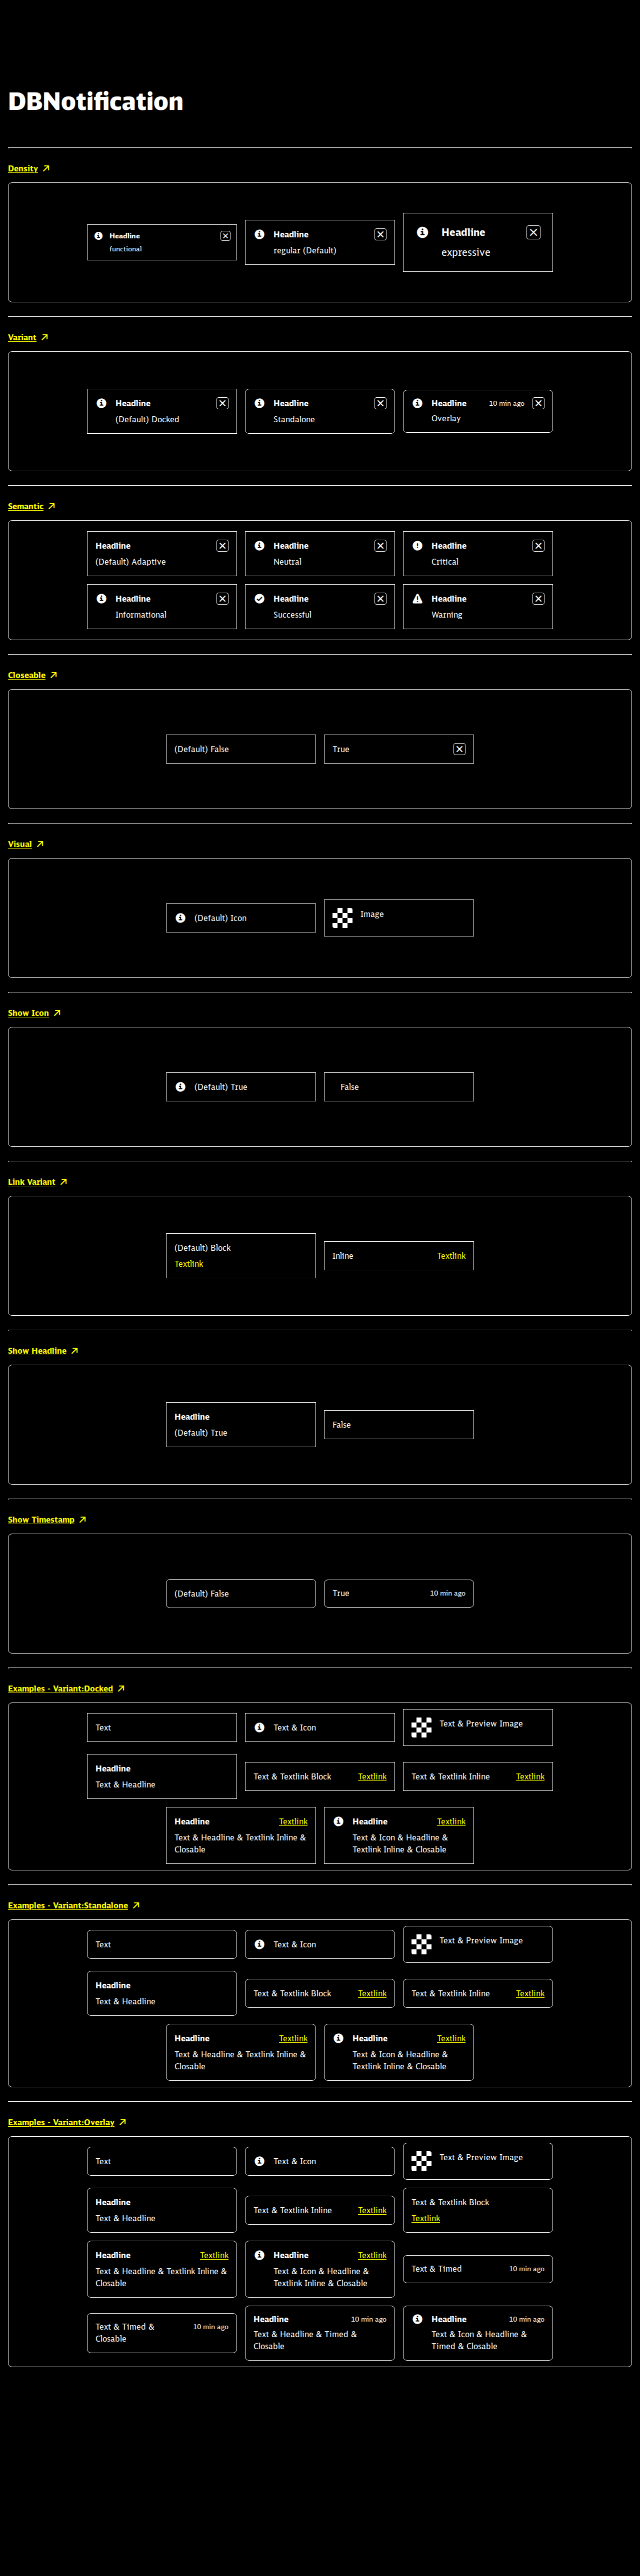 DBNotification
Density
Headline
functional
Headline
regular (Default)
Headline
expressive
Variant
Headline
(Default) Docked
Headline
Standalone
Headline 10 min ago
Overlay
Semantic
Headline
(Default) Adaptive
Headline
Neutral
Headline
Critical
Headline
Informational
Headline
Successful
Headline
Warning
Closeable
(Default) False
True
Visual
(Default) Icon
Image
Show Icon
(Default) True
False
Link Variant
(Default) Block
Textlink
Inline Textlink
Show Headline
Headline
(Default) True
False
Show Timestamp
(Default) False
True 10 min ago
Examples - Variant:Docked
Text
Text & Icon
Text & Preview Image
Headline
Text & Headline
Text & Textlink Block Textlink
Text & Textlink Inline Textlink
Headline Textlink
Text & Headline & Textlink Inline &
Closable
Headline Textlink
Text & Icon & Headline &
Textlink Inline & Closable
Examples - Variant:Standalone
Text
Text & Icon
Text & Preview Image
Headline
Text & Headline
Text & Textlink Block Textlink
Text & Textlink Inline Textlink
Headline Textlink
Text & Headline & Textlink Inline &
Closable
Headline Textlink
Text & Icon & Headline &
Textlink Inline & Closable
Examples - Variant:Overlay
Text
Text & Icon
Text & Preview Image
Headline
Text & Headline
Text & Textlink Inline Textlink
Text & Textlink Block
Textlink
Headline Textlink
Text & Headline & Textlink Inline &
Closable
Headline Textlink
Text & Icon & Headline &
Textlink Inline & Closable
Text & Timed 10 min ago
Text & Timed &
Closable
10 min ago
Headline 10 min ago
Text & Headline & Timed &
Closable
Headline 10 min ago
Text & Icon & Headline &
Timed & Closable